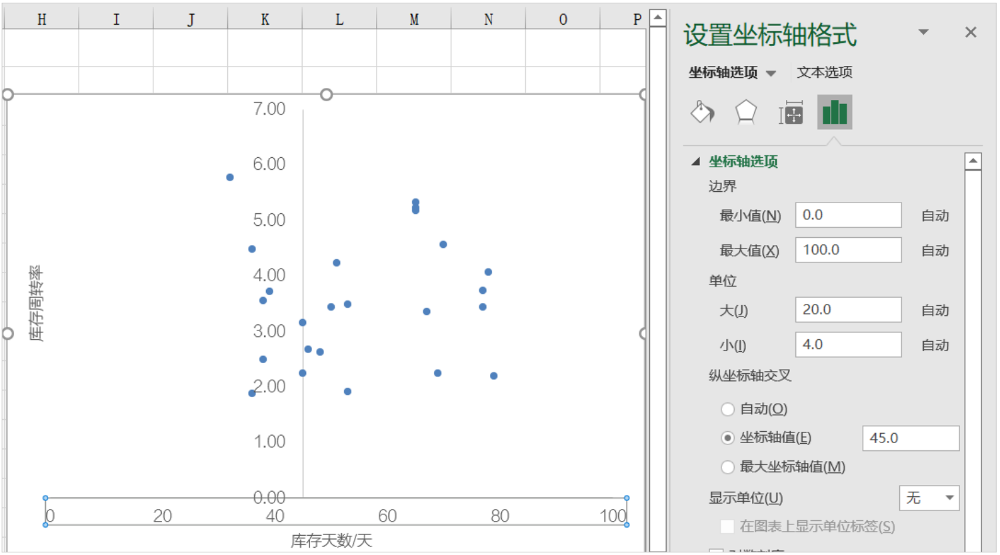 H I J K L M N O P
7.00
6.00
5.00
4.00
3.00
2.00
1.00
0.00
库存周转率
0 20 40 60 80 100
库存天数/天
设置坐标轴格式
坐标轴选项 文本选项
坐标轴选项
边界
最小值(N) 0.0 自动
最大值(X) 100.0 自动
单位
大(J) 20.0 自动
小(I) 4.0 自动
纵坐标轴交叉
自动(O)
坐标轴值(E) 45.0
最大坐标轴值(M)
显示单位(U) 无
在图表上显示单位标签(S)